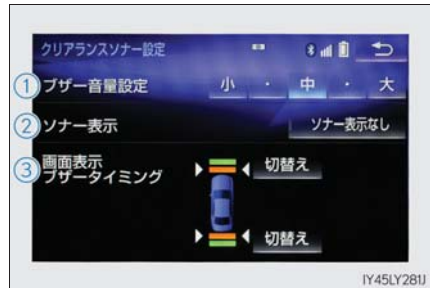 クリアランスソナー設定
① ブザー音量設定 小 ・ 中 ・ 大
② ソナー表示 ソナー表示なし
③ 画面表示
ブザータイミング
切替え
切替え
IY45LY281J